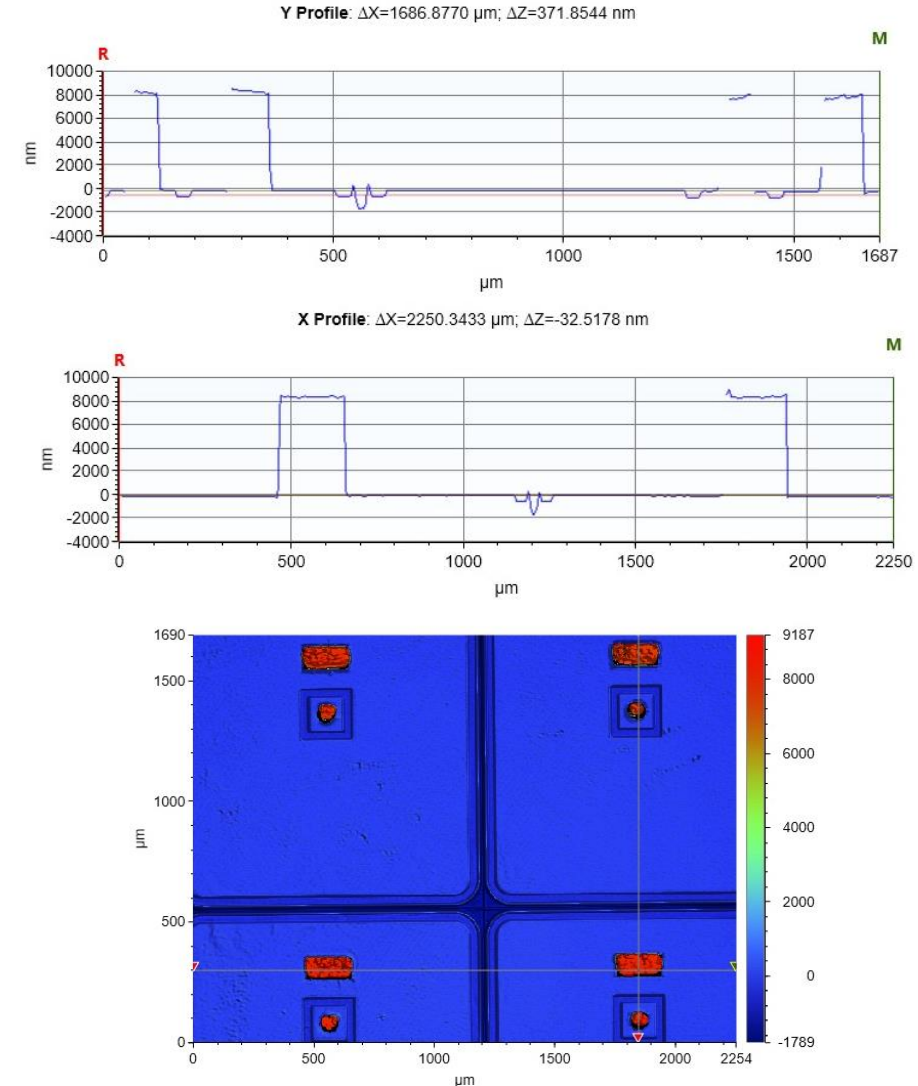 Y Profile: ΔX=1686.8770 µm; ΔZ=371.8544 nm
R
M
10000
8000
6000
4000
2000
0
-2000
-4000
nm
0 500 1000 1500 1687
µm
X Profile: ΔX=2250.3433 µm; ΔZ=-32.5178 nm
R
M
10000
8000
6000
4000
2000
0
-2000
-4000
nm
0 500 1000 1500 2000 2250
µm
1690
1500
1000
500
0
µm
0 500 1000 1500 2000 2254
µm
9187
8000
6000
4000
2000
0
-1789